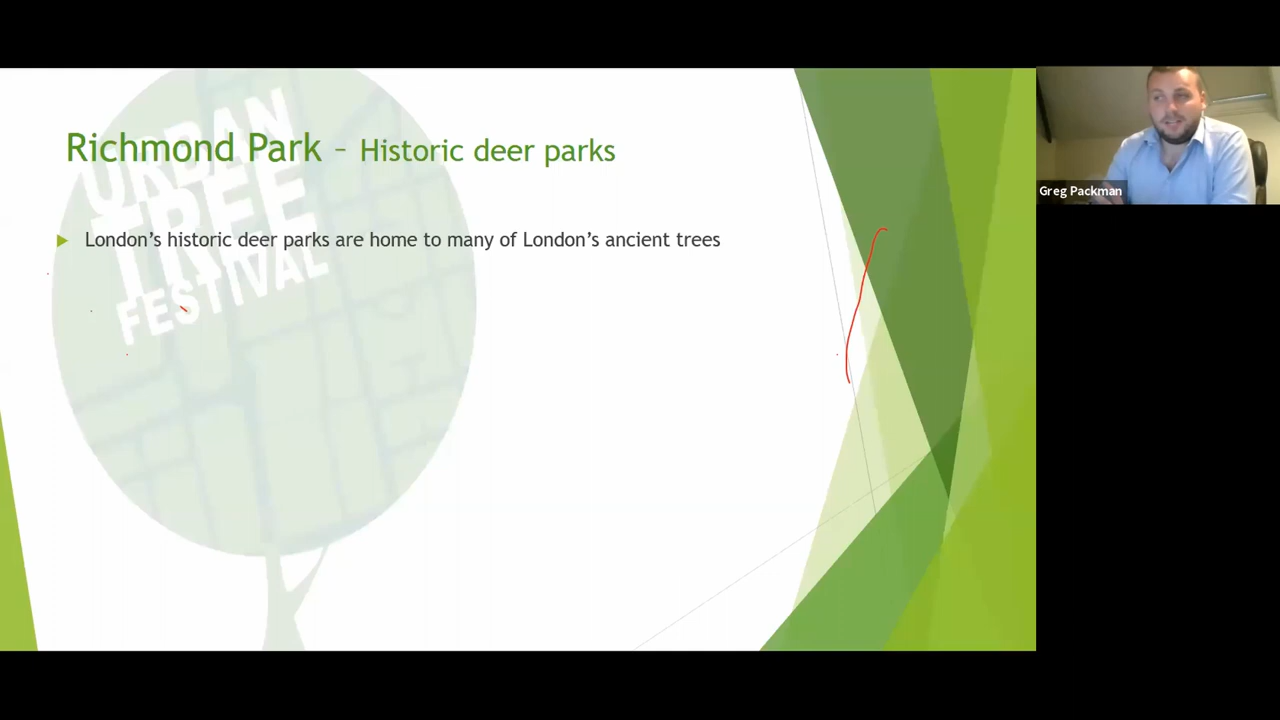 Richmond Park – Historic deer parks
London's historic deer parks are home to many of London's ancient trees
URBAN
TREE
FESTIVAL
Greg Packman